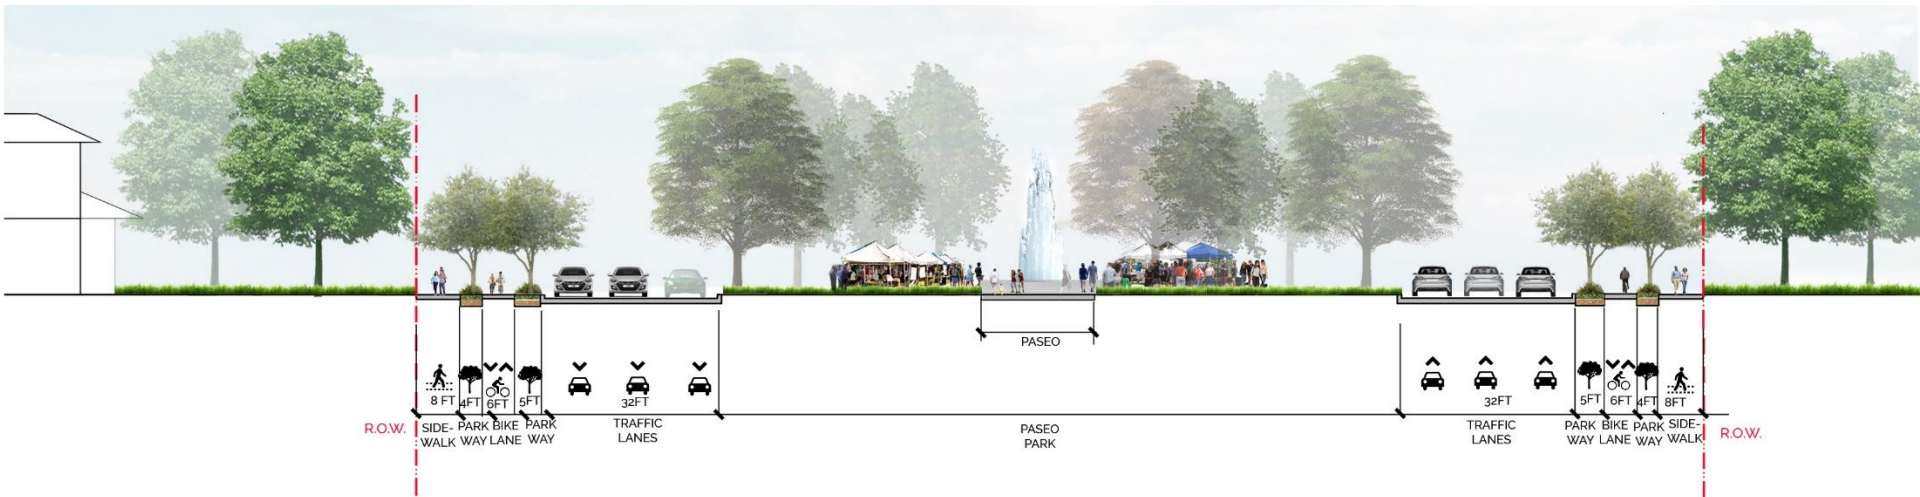 PASEO
8 FT
4FT
6FT
5FT
32FT
32FT
5FT
6FT
4FT
8FT
R.O.W.
SIDE-
WALK
PARK
WAY
BIKE
LANE
PARK
WAY
TRAFFIC
LANES
PASEO
PARK
TRAFFIC
LANES
PARK
WAY
BIKE
LANE
PARK
WAY
SIDE-
WALK
R.O.W.